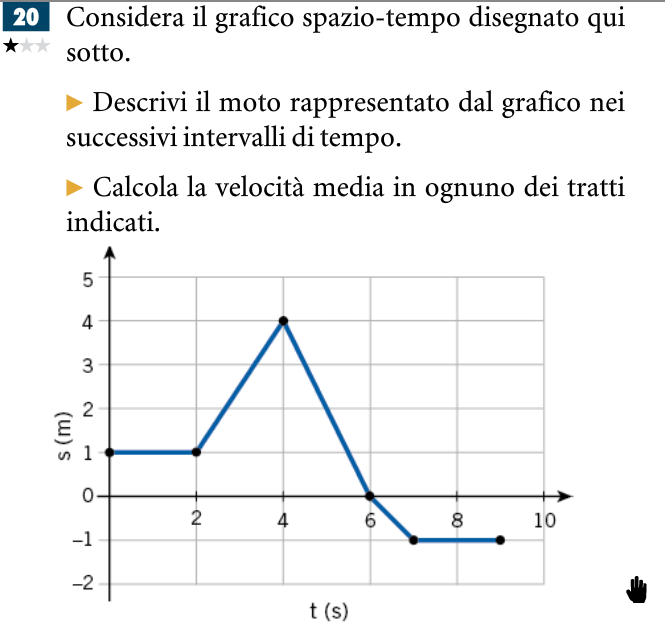 20 Considera il grafico spazio-tempo disegnato qui
sotto.
▶ Descrivi il moto rappresentato dal grafico nei
successivi intervalli di tempo.
▶ Calcola la velocità media in ognuno dei tratti
indicati.
5
4
3
2
1
0
−1
−2
s (m)
2 4 6 8 10
t (s)